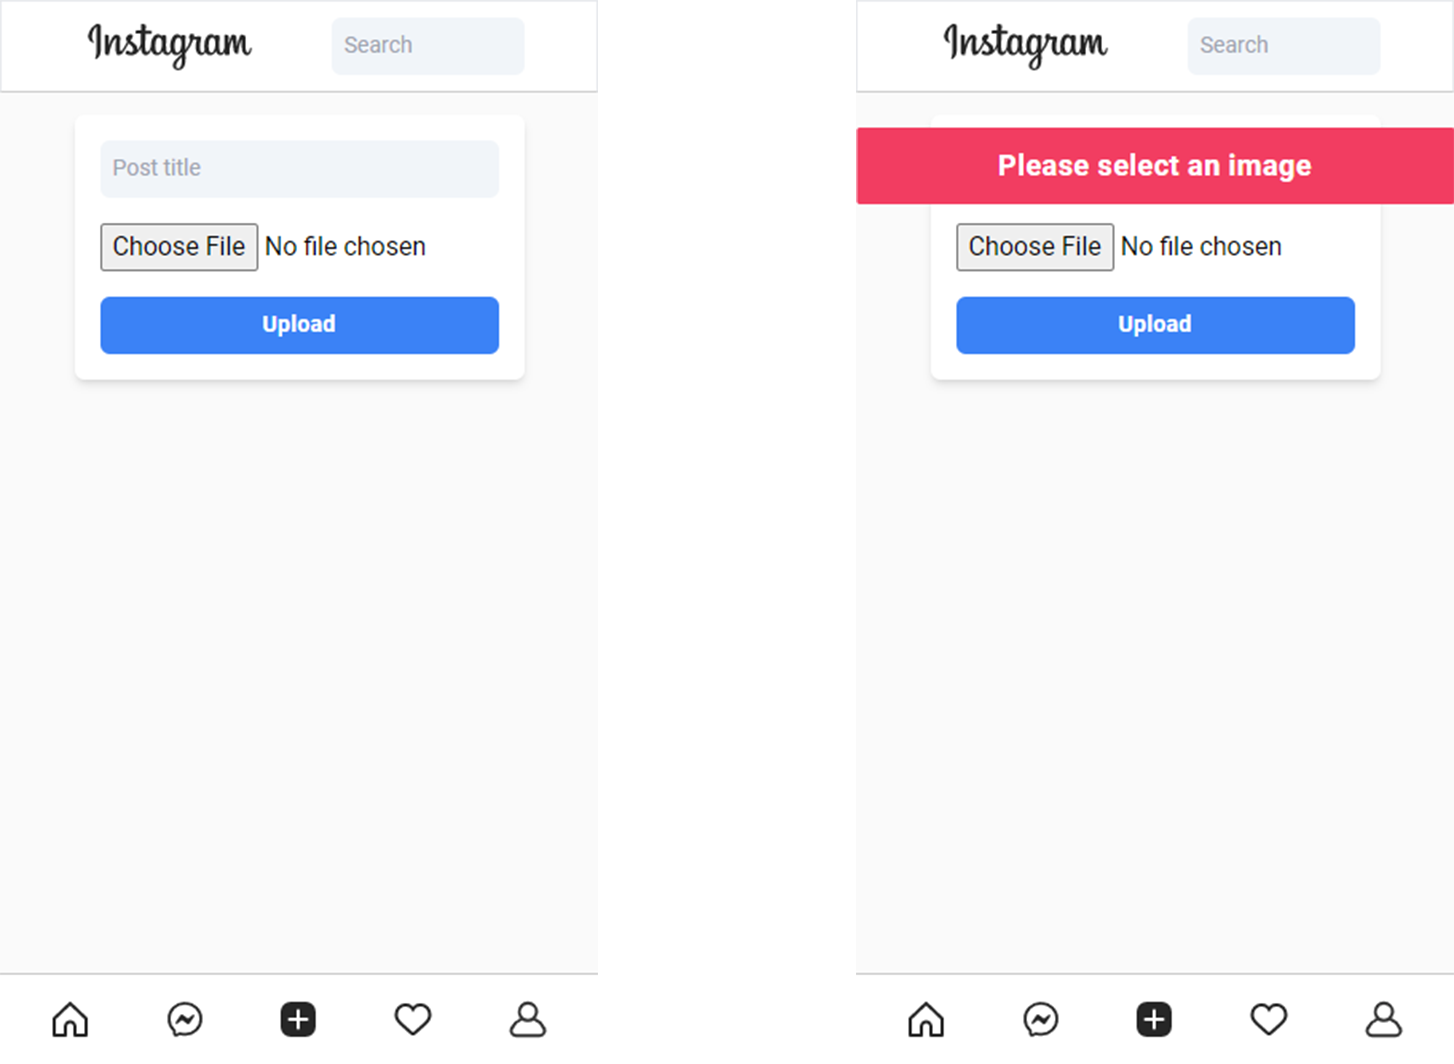 Instagram
Search
Post title
Choose File No file chosen
Upload
Instagram
Search
Please select an image
Choose File No file chosen
Upload